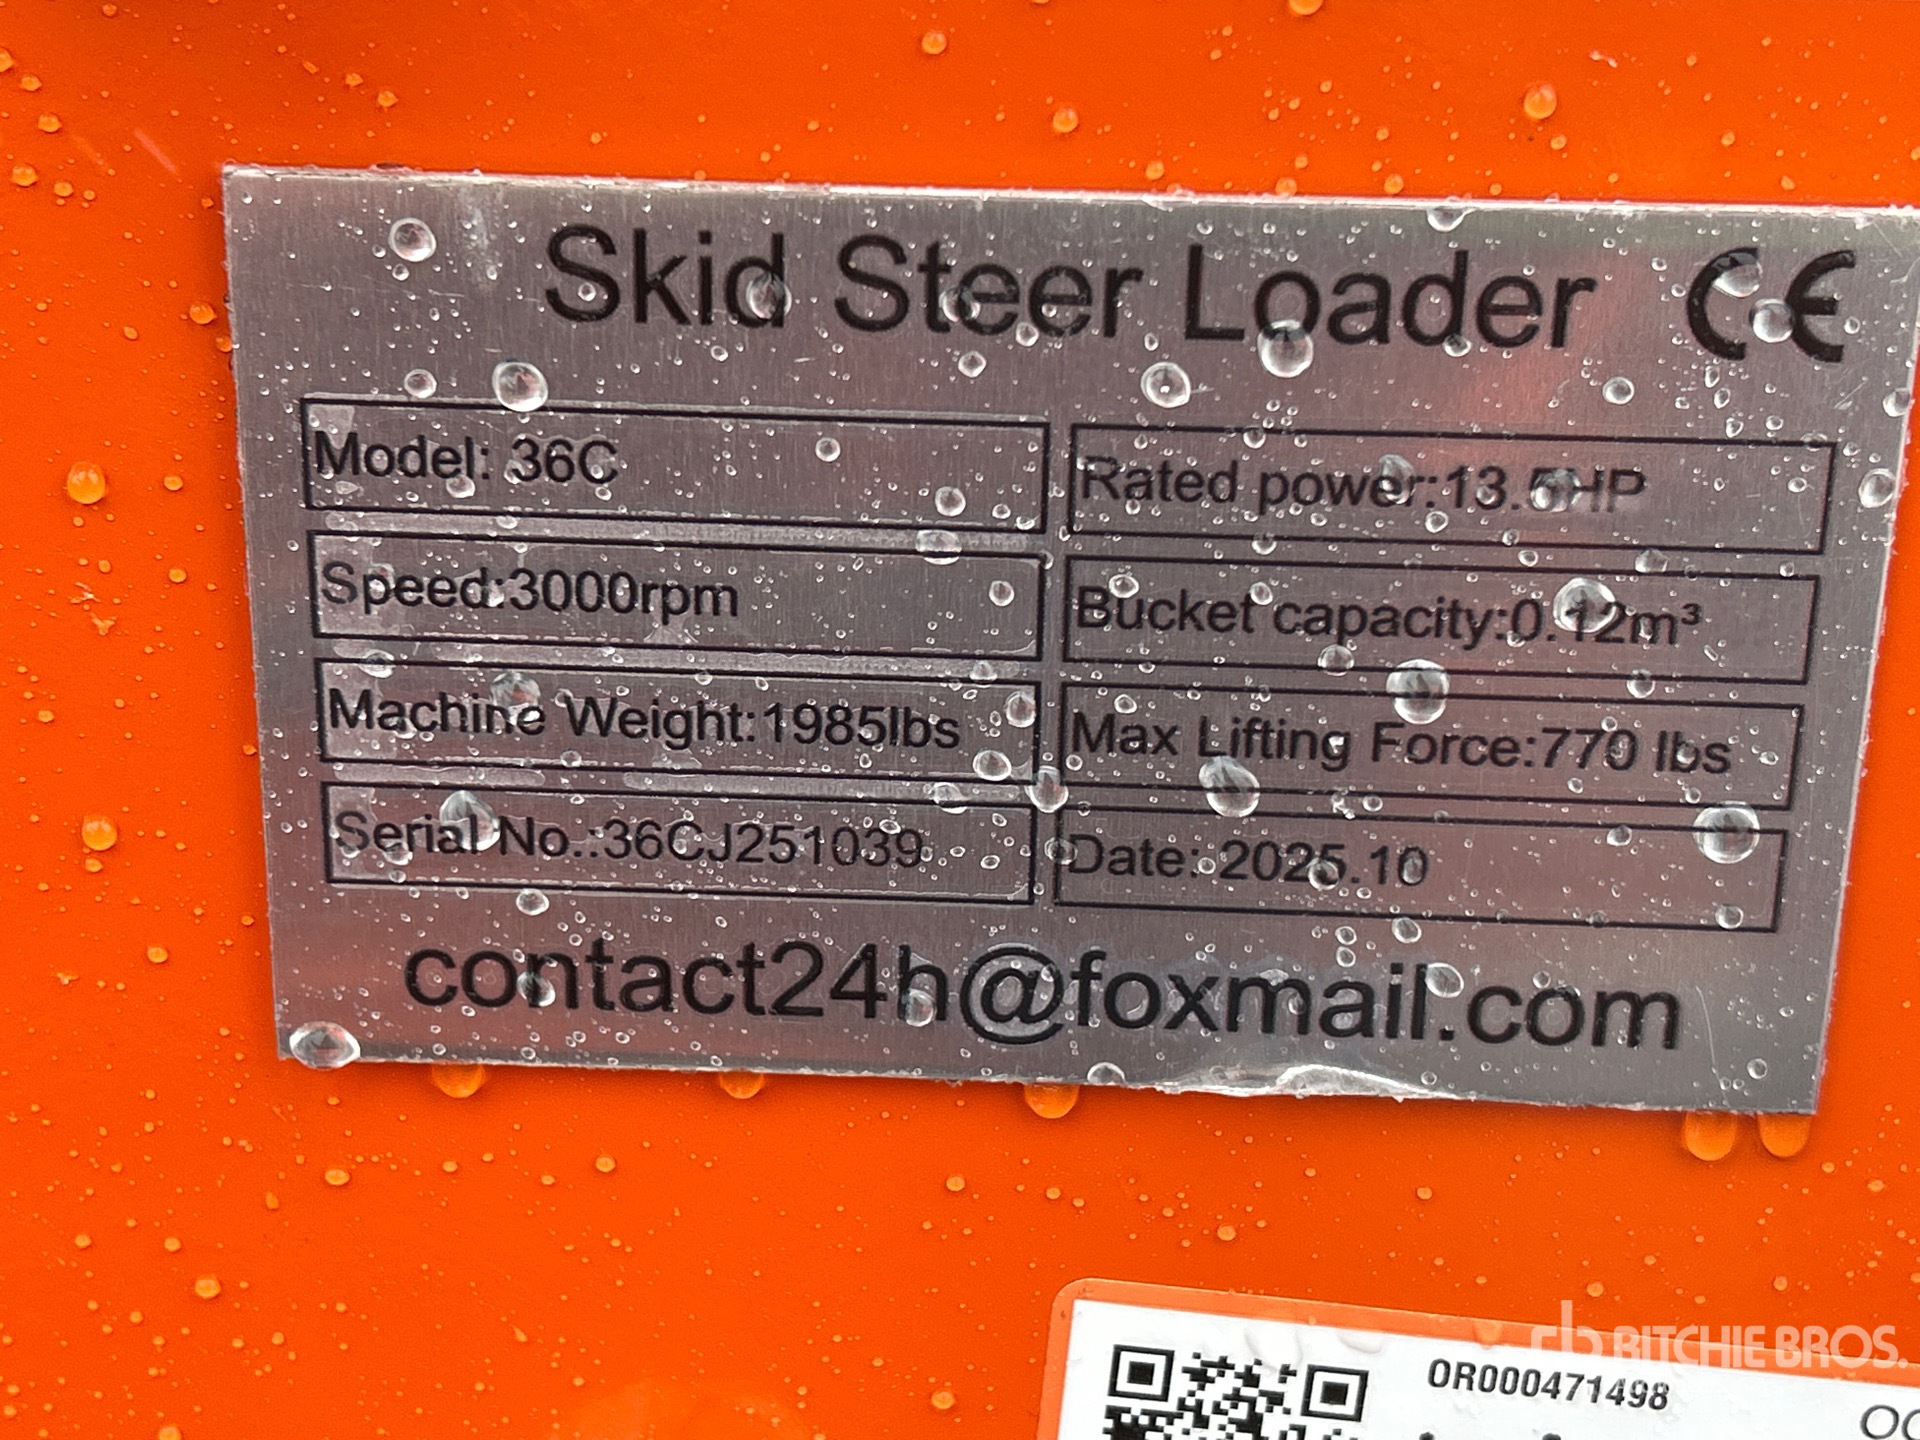 Skid Steer Loader CE
Model: 36C
Rated power:13.5HP
Speed:3000rpm
Bucket capacity:0.12m³
Machine Weight:1985lbs
Max Lifting Force:770 lbs
Serial No.:36CJ251039
Date: 2025.10
contact24h@foxmail.com
rb RITCHIE BROS.
OR000471498